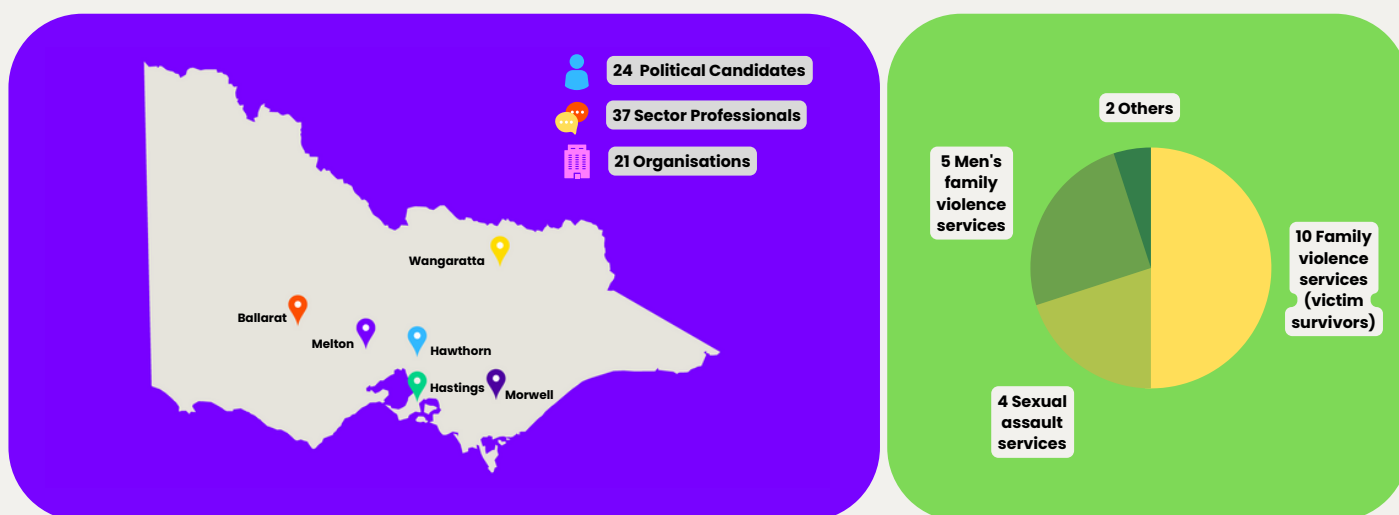 24 Political Candidates
37 Sector Professionals
21 Organisations
Wangaratta
Ballarat
Melton
Hawthorn
Hastings
Morwell
2 Others
5 Men's
family
violence
services
10 Family
violence
services
(victim
survivors)
4 Sexual
assault
services